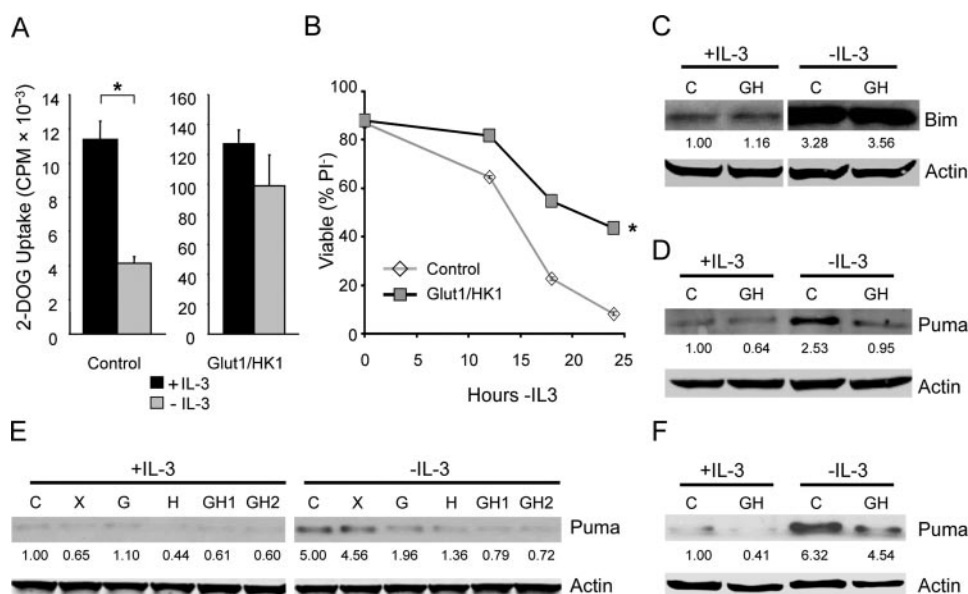 A
2-DOG Uptake (CPM × 10⁻³)
14
12
10
8
6
4
2
0
*
Control
160
140
120
100
80
60
40
20
0
Glut1/HK1
+ IL-3
- IL-3
B
Viable (% PI⁻)
100
80
60
40
20
0
Control
Glut1/HK1
*
0 5 10 15 20 25
Hours -IL3
C
+IL-3 -IL-3
C GH C GH
Bim
1.00 1.16 3.28 3.56
Actin
D
+IL-3 -IL-3
C GH C GH
Puma
1.00 0.64 2.53 0.95
Actin
E
+IL-3 -IL-3
C X G H GH1 GH2 C X G H GH1 GH2
Puma
1.00 0.65 1.10 0.44 0.61 0.60 5.00 4.56 1.96 1.36 0.79 0.72
Actin
F
+IL-3 -IL-3
C GH C GH
Puma
1.00 0.41 6.32 4.54
Actin